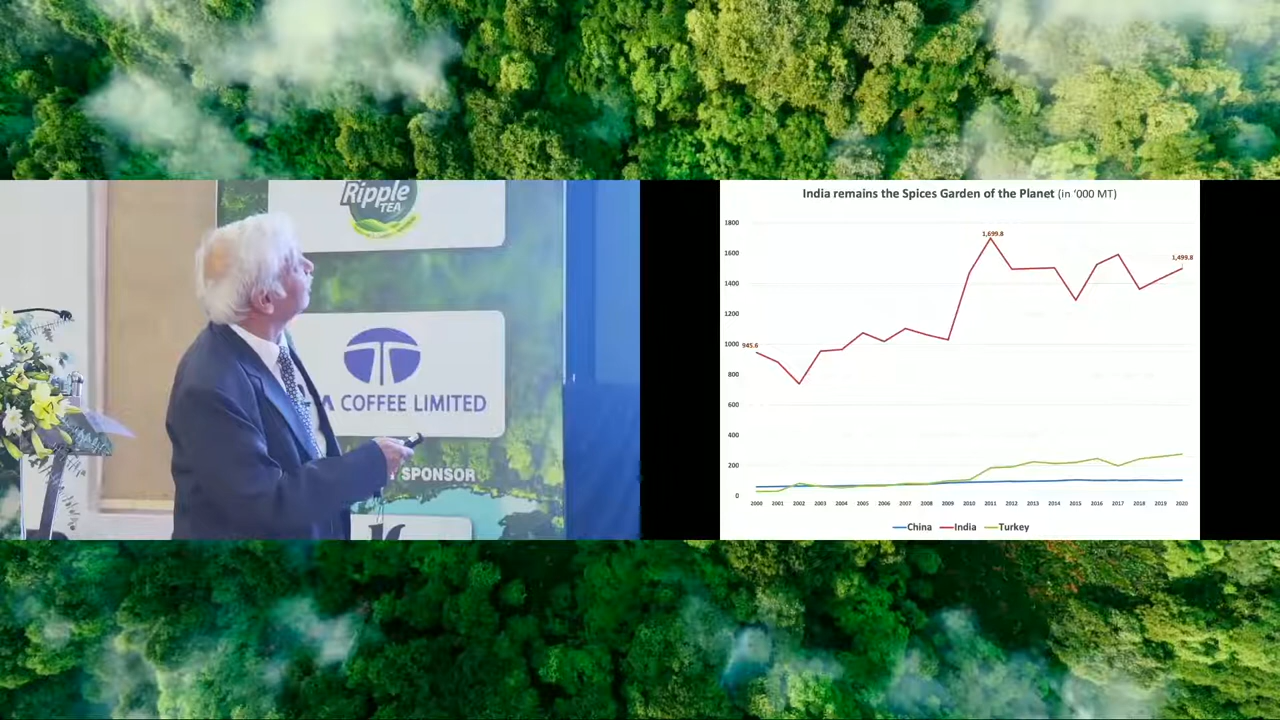 Ripple
TEA
COFFEE LIMITED
SPONSOR
India remains the Spices Garden of the Planet (in ‘000 MT)
1800
1600
1400
1200
1000
800
600
400
200
0
945.6
1,699.8
1,499.8
2000 2001 2002 2003 2004 2005 2006 2007 2008 2009 2010 2011 2012 2013 2014 2015 2016 2017 2018 2019 2020
China India Turkey